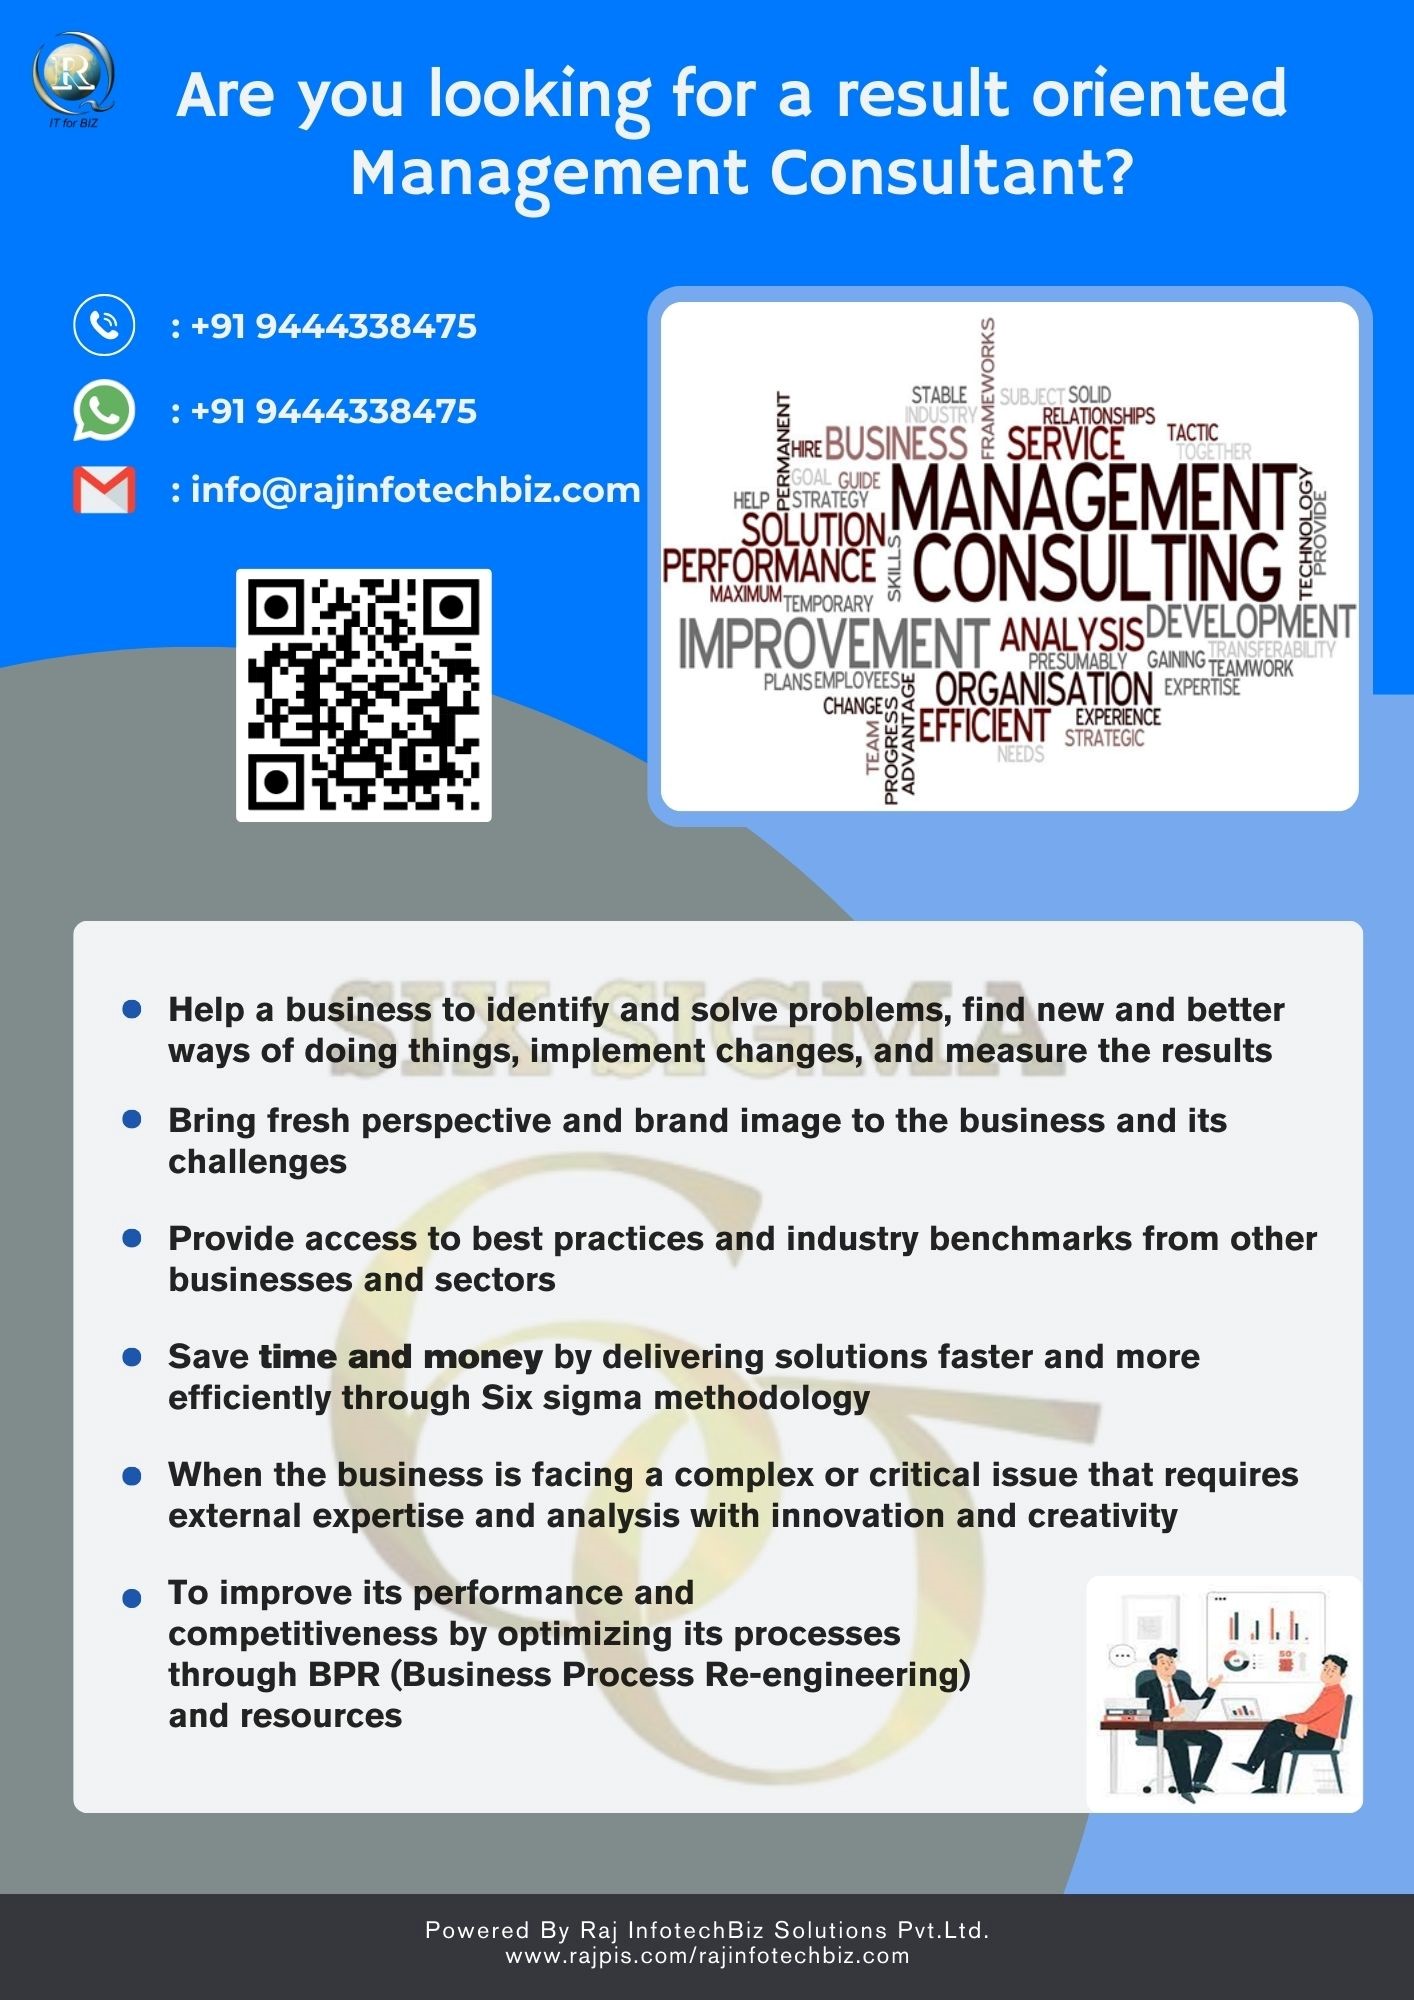 R
IT for BIZ
Are you looking for a result oriented
Management Consultant?
: +91 9444338475
: +91 9444338475
: info@rajinfotechbiz.com
FRAMEWORKS
STABLE
SUBJECT
SOLID
PERMANENT
INDUSTRY
RELATIONSHIPS
HIRE
BUSINESS
SERVICE
TACTIC
TOGETHER
GOAL
GUIDE
MANAGEMENT
TECHNOLOGY
PROVIDE
HELP
STRATEGY
SOLUTION
SKILLS
CONSULTING
PERFORMANCE
MAXIMUM
TEMPORARY
IMPROVEMENT
ANALYSIS
DEVELOPMENT
PRESUMABLY
GAINING
TRANSFERABILITY
TEAMWORK
PLANS
EMPLOYEES
ORGANISATION
EXPERTISE
CHANGE
PROGRESS
ADVANTAGE
TEAM
EFFICIENT
EXPERIENCE
STRATEGIC
NEEDS
SIX SIGMA
6σ
Help a business to identify and solve problems, find new and better
ways of doing things, implement changes, and measure the results
Bring fresh perspective and brand image to the business and its
challenges
Provide access to best practices and industry benchmarks from other
businesses and sectors
Save time and money by delivering solutions faster and more
efficiently through Six sigma methodology
When the business is facing a complex or critical issue that requires
external expertise and analysis with innovation and creativity
To improve its performance and
competitiveness by optimizing its processes
through BPR (Business Process Re-engineering)
and resources
Powered By Raj InfotechBiz Solutions Pvt.Ltd.
www.rajpis.com/rajinfotechbiz.com